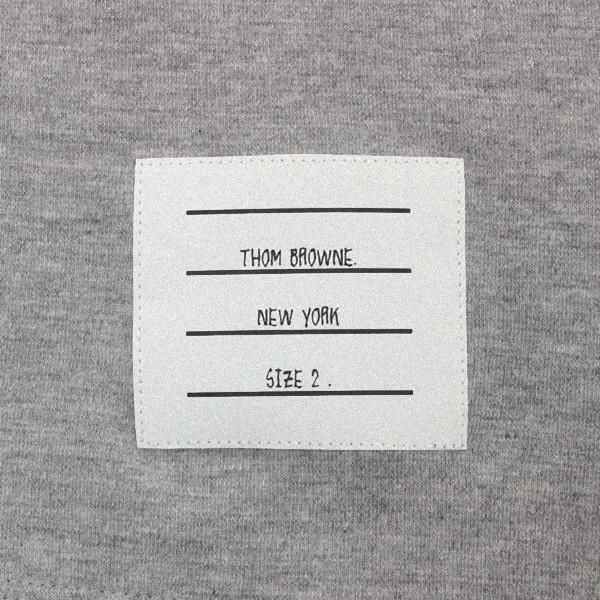 THOM BROWNE.
NEW YORK
SIZE 2 .